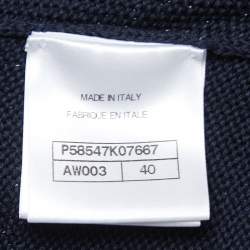 MADE IN ITALY
FABRIQUE EN ITALIE
P58547K07667
AW003 40